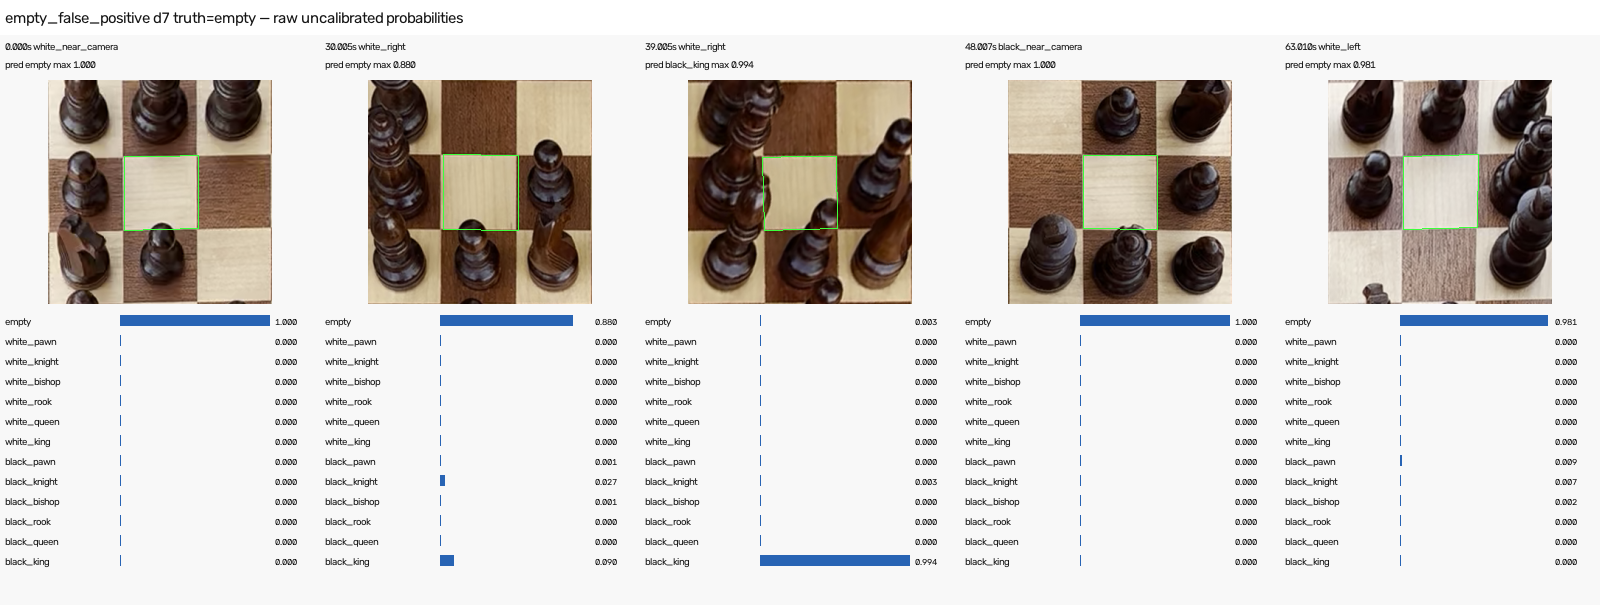 empty_false_positive d7 truth=empty — raw uncalibrated probabilities
0.000s white_near_camera
pred empty max 1.000
empty 1.000
white_pawn 0.000
white_knight 0.000
white_bishop 0.000
white_rook 0.000
white_queen 0.000
white_king 0.000
black_pawn 0.000
black_knight 0.000
black_bishop 0.000
black_rook 0.000
black_queen 0.000
black_king 0.000
30.005s white_right
pred empty max 0.880
empty 0.880
white_pawn 0.000
white_knight 0.000
white_bishop 0.000
white_rook 0.000
white_queen 0.000
white_king 0.000
black_pawn 0.001
black_knight 0.027
black_bishop 0.001
black_rook 0.000
black_queen 0.000
black_king 0.090
39.005s white_right
pred black_king max 0.994
empty 0.003
white_pawn 0.000
white_knight 0.000
white_bishop 0.000
white_rook 0.000
white_queen 0.000
white_king 0.000
black_pawn 0.000
black_knight 0.003
black_bishop 0.000
black_rook 0.000
black_queen 0.000
black_king 0.994
48.007s black_near_camera
pred empty max 1.000
empty 1.000
white_pawn 0.000
white_knight 0.000
white_bishop 0.000
white_rook 0.000
white_queen 0.000
white_king 0.000
black_pawn 0.000
black_knight 0.000
black_bishop 0.000
black_rook 0.000
black_queen 0.000
black_king 0.000
63.010s white_left
pred empty max 0.981
empty 0.981
white_pawn 0.000
white_knight 0.000
white_bishop 0.000
white_rook 0.000
white_queen 0.000
white_king 0.000
black_pawn 0.009
black_knight 0.007
black_bishop 0.002
black_rook 0.000
black_queen 0.000
black_king 0.000